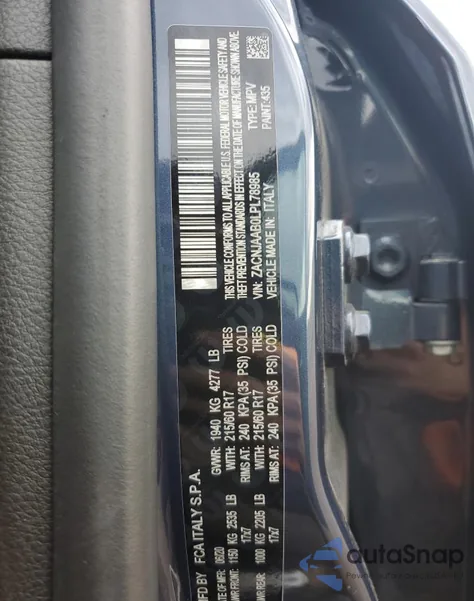 MFD BY FCA ITALY S.P.A.
DATE OF MFR: 06/20 GVWR: 1940 KG 4277 LB
GAWR FRONT: 1150 KG 2535 LB WITH: 215/60 R17 TIRES
17x7 RIMS AT: 240 KPA(35 PSI) COLD
GAWR REAR: 1000 KG 2205 LB WITH: 215/60 R17 TIRES
17x7 RIMS AT: 240 KPA(35 PSI) COLD
THIS VEHICLE CONFORMS TO ALL APPLICABLE U.S. FEDERAL MOTOR VEHICLE SAFETY AND
THEFT PREVENTION STANDARDS IN EFFECT ON THE DATE OF MANUFACTURE SHOWN ABOVE.
VIN: ZACNJAAB0LPL78985 TYPE: MPV
VEHICLE MADE IN: ITALY PAINT: 435
autoSnap